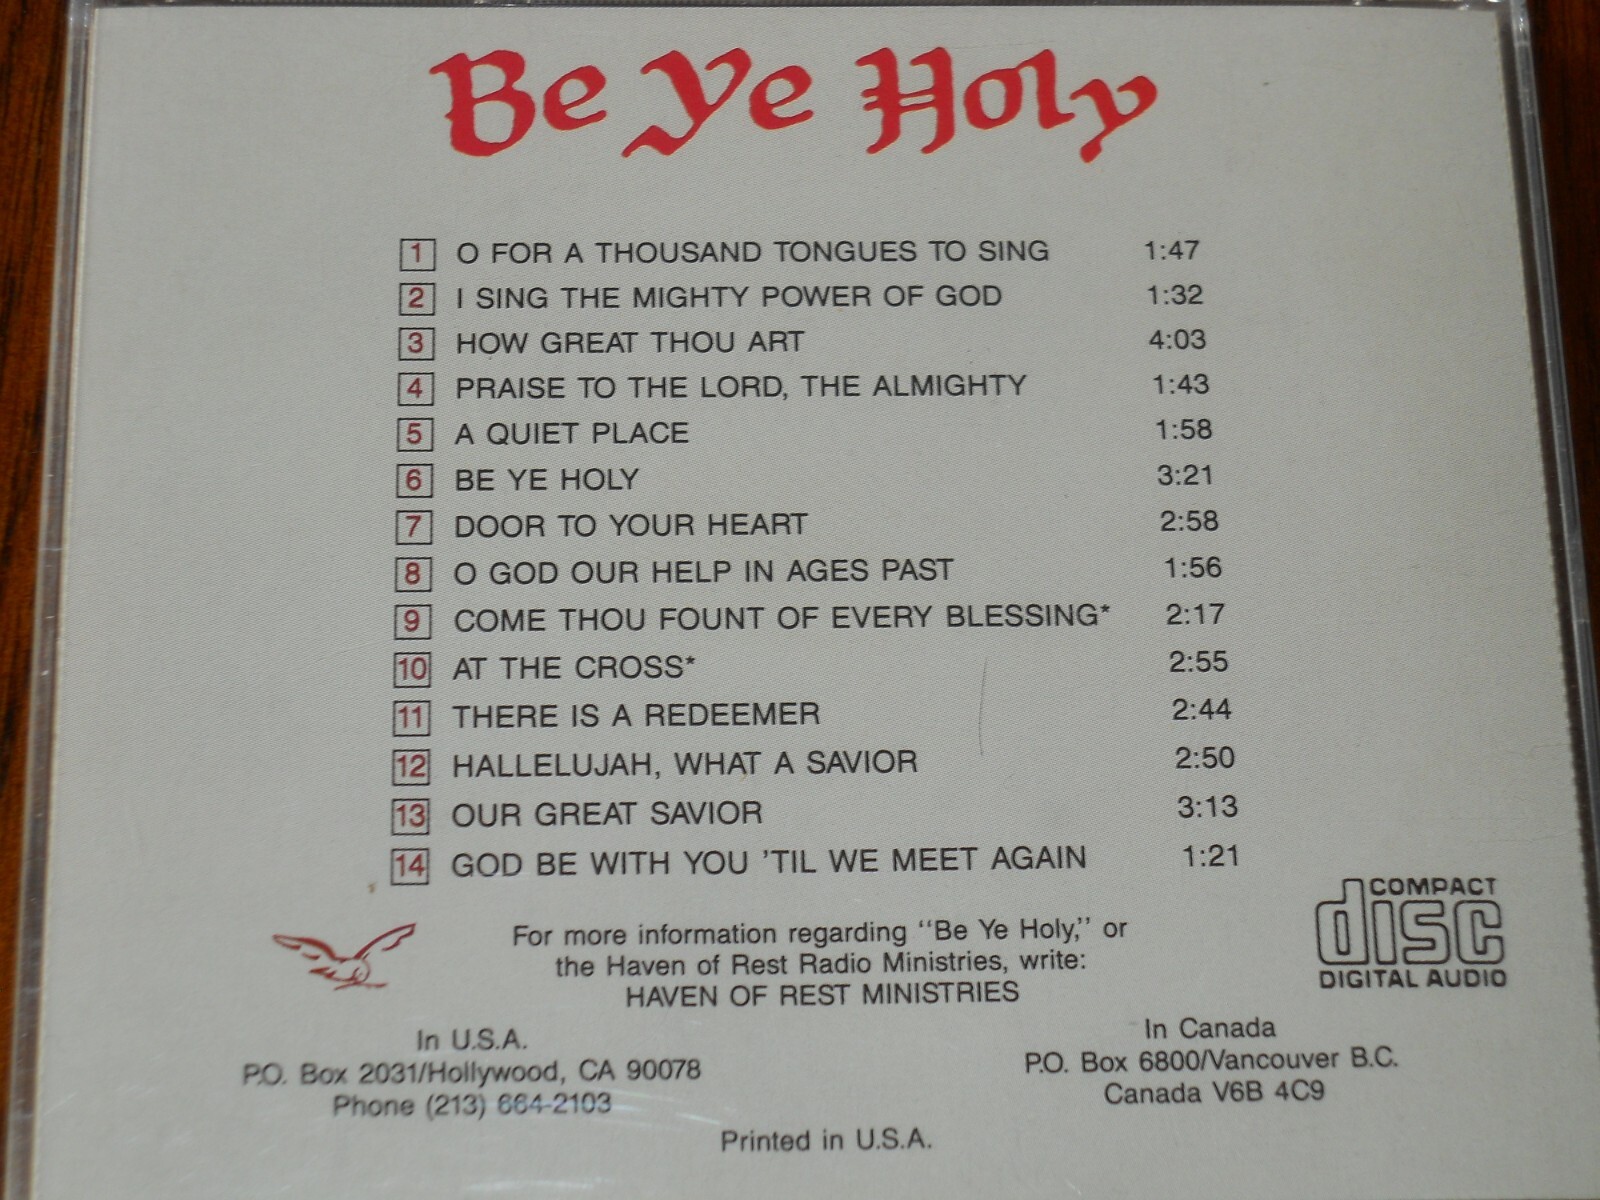 Be Ye Holy
1 O FOR A THOUSAND TONGUES TO SING 1:47
2 I SING THE MIGHTY POWER OF GOD 1:32
3 HOW GREAT THOU ART 4:03
4 PRAISE TO THE LORD, THE ALMIGHTY 1:43
5 A QUIET PLACE 1:58
6 BE YE HOLY 3:21
7 DOOR TO YOUR HEART 2:58
8 O GOD OUR HELP IN AGES PAST 1:56
9 COME THOU FOUNT OF EVERY BLESSING* 2:17
10 AT THE CROSS* 2:55
11 THERE IS A REDEEMER 2:44
12 HALLELUJAH, WHAT A SAVIOR 2:50
13 OUR GREAT SAVIOR 3:13
14 GOD BE WITH YOU 'TIL WE MEET AGAIN 1:21
For more information regarding "Be Ye Holy," or
the Haven of Rest Radio Ministries, write:
HAVEN OF REST MINISTRIES
COMPACT
disc
DIGITAL AUDIO
In U.S.A.
P.O. Box 2031/Hollywood, CA 90078
Phone (213) 664-2103
In Canada
P.O. Box 6800/Vancouver B.C.
Canada V6B 4C9
Printed in U.S.A.